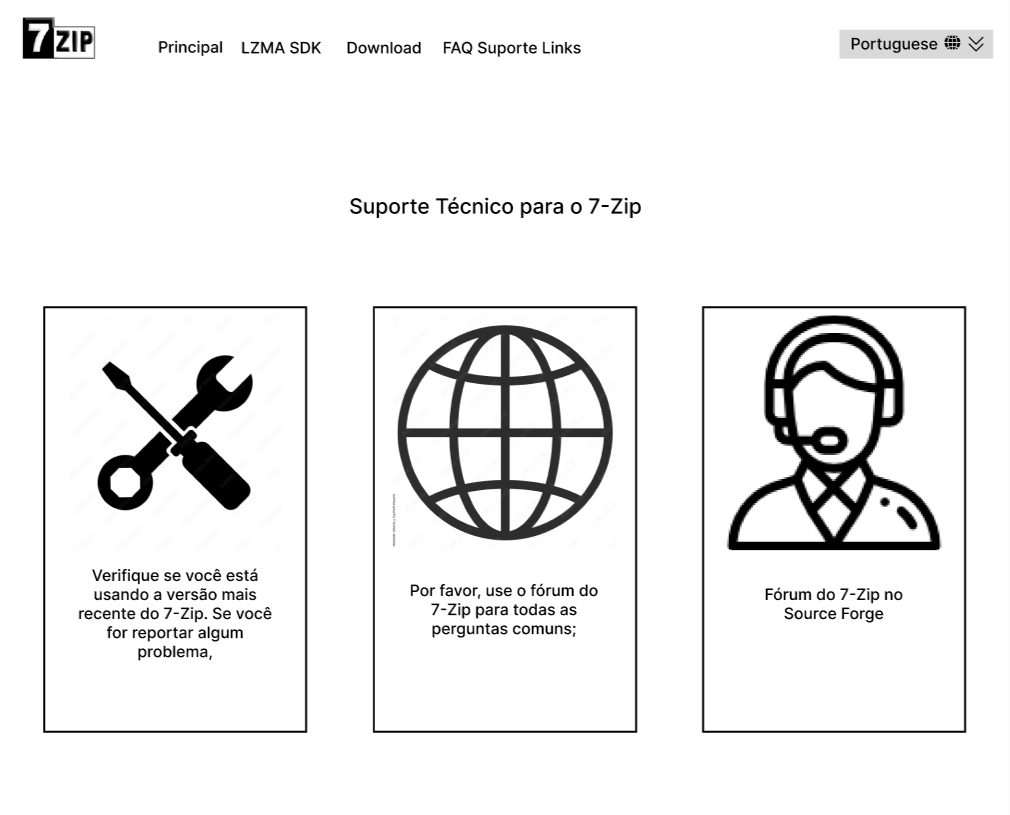 7ZIP
Principal LZMA SDK Download FAQ Suporte Links
Portuguese
Suporte Técnico para o 7-Zip
Verifique se você está
usando a versão mais
recente do 7-Zip. Se você
for reportar algum
problema,
Por favor, use o fórum do
7-Zip para todas as
perguntas comuns;
Fórum do 7-Zip no
Source Forge